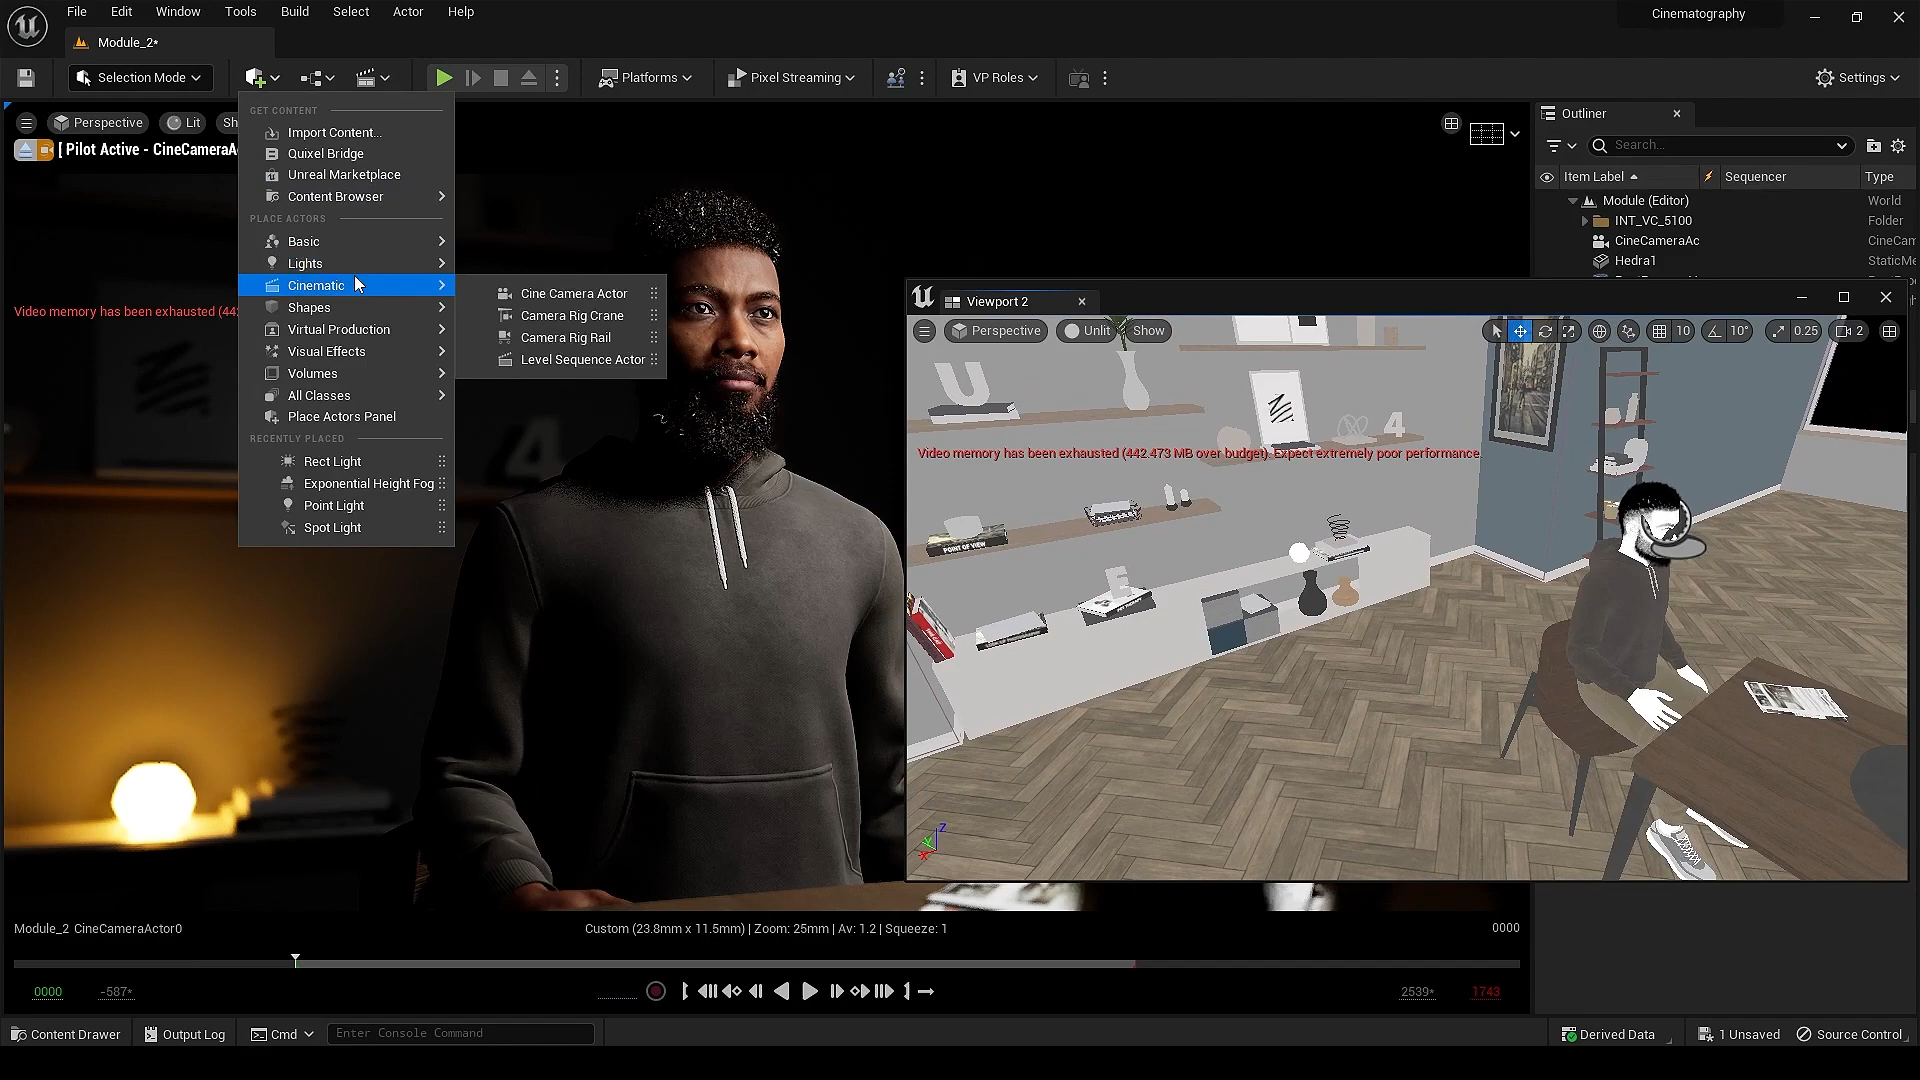 File Edit Window Tools Build Select Actor Help
Cinematography
Module_2*
Selection Mode
Platforms
Pixel Streaming
VP Roles
Settings
Perspective
Lit
Sh
[ Pilot Active - CineCameraA
Video memory has been exhausted (442
GET CONTENT
Import Content...
Quixel Bridge
Unreal Marketplace
Content Browser
PLACE ACTORS
Basic
Lights
Cinematic
Shapes
Virtual Production
Visual Effects
Volumes
All Classes
Place Actors Panel
RECENTLY PLACED
Rect Light
Exponential Height Fog
Point Light
Spot Light
Cine Camera Actor
Camera Rig Crane
Camera Rig Rail
Level Sequence Actor
Outliner
Search...
Item Label Sequencer Type
Module (Editor) World
INT_VC_5100 Folder
CineCameraAc CineCam
Hedra1 StaticMe
Viewport 2
Perspective
Unlit
Show
10
10°
0.25
2
Video memory has been exhausted (442.473 MB over budget). Expect extremely poor performance.
U
4
POINT OF VIEW
E
Z
Y
X
4
Module_2 CineCameraActor0
Custom (23.8mm x 11.5mm) | Zoom: 25mm | Av: 1.2 | Squeeze: 1
0000
0000
-587*
2539*
1743
Content Drawer
Output Log
Cmd
Enter Console Command
Derived Data
1 Unsaved
Source Control